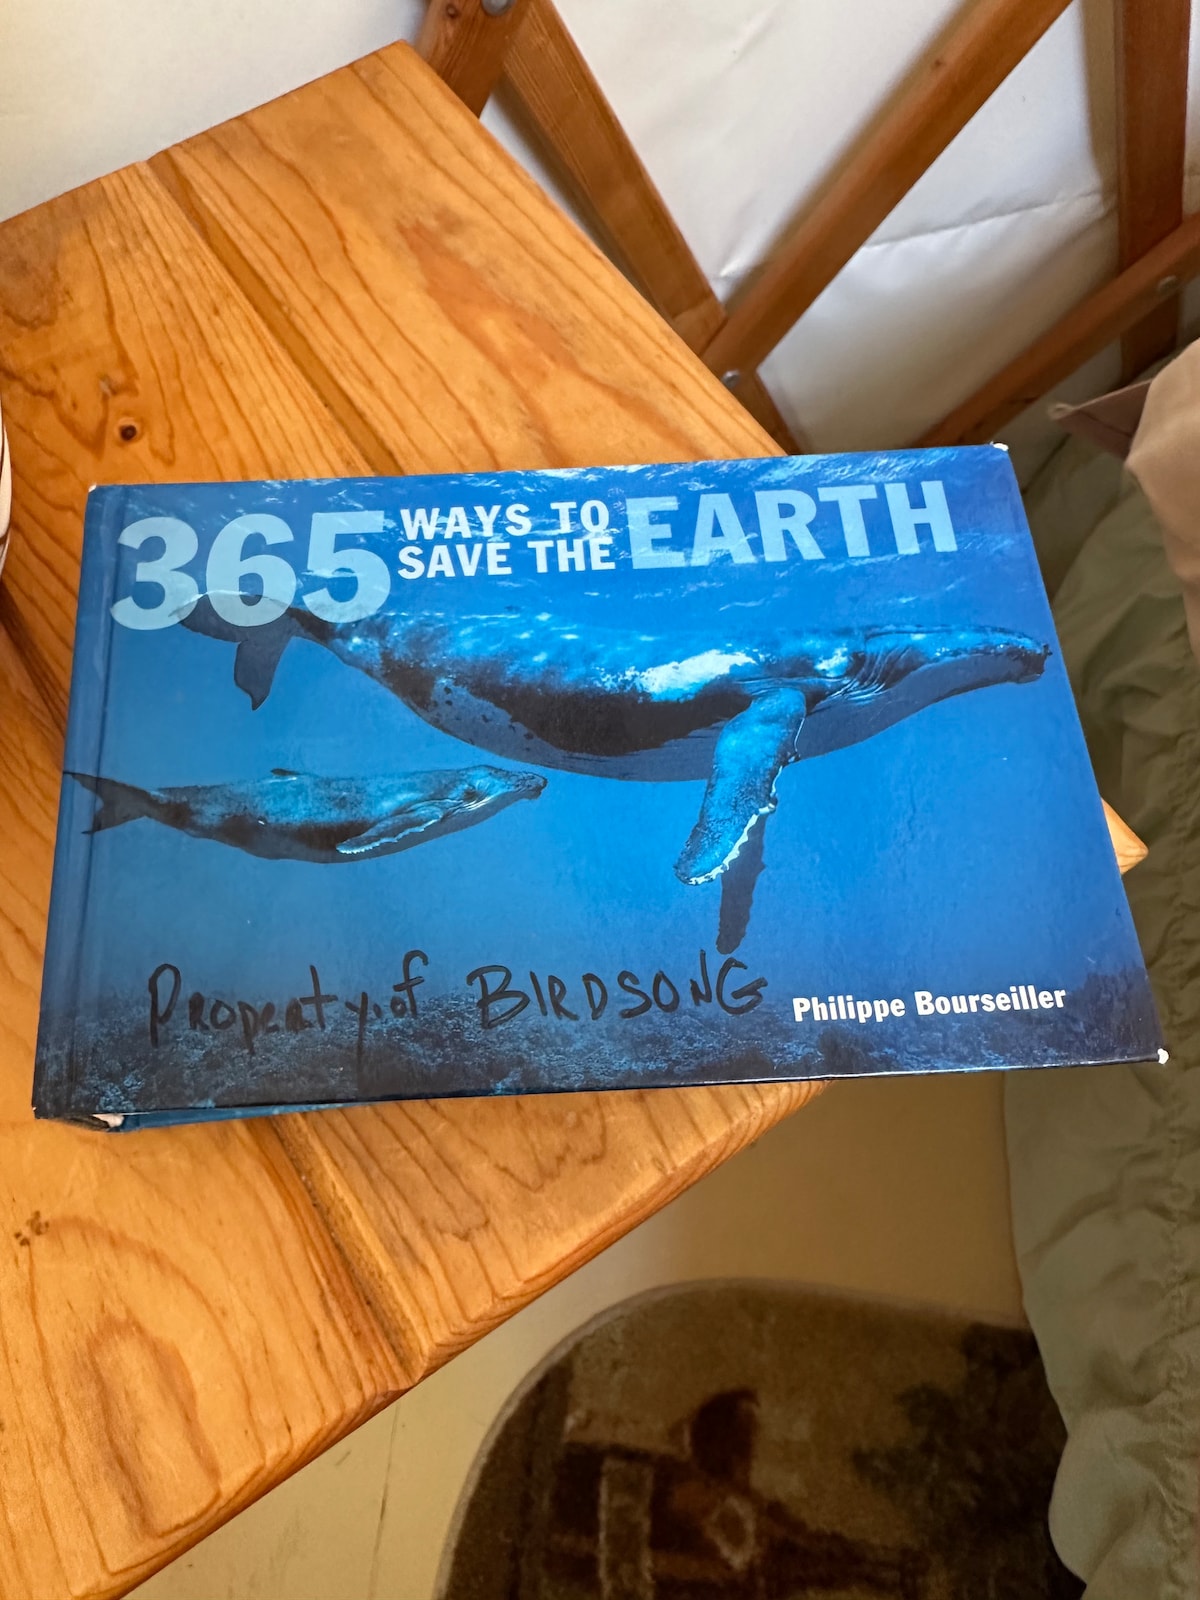 365 WAYS TO
SAVE THE EARTH
Property of BIRDSONG
Philippe Bourseiller